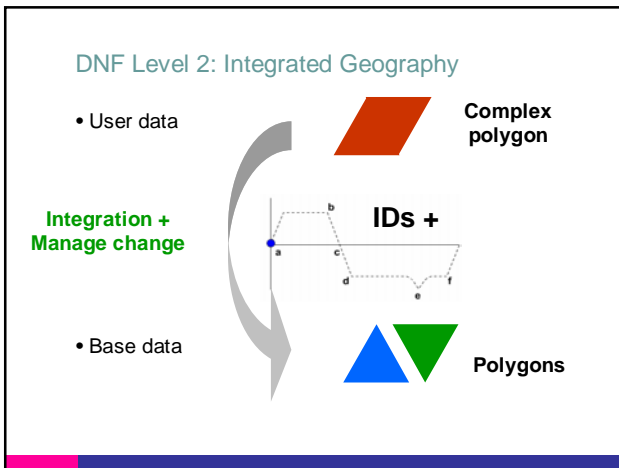 DNF Level 2: Integrated Geography
• User data
Complex
polygon
Integration +
Manage change
IDs +
a
b
c
d
e
f
• Base data
Polygons